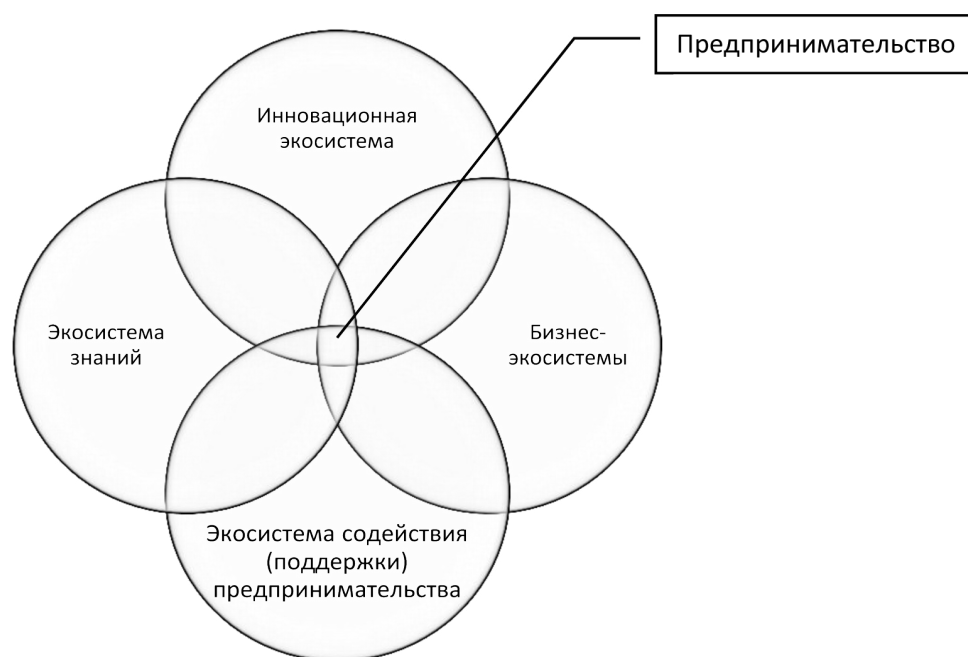 Предпринимательство
Инновационная
экосистема
Экосистема
знаний
Бизнес-
экосистемы
Экосистема содействия
(поддержки)
предпринимательства